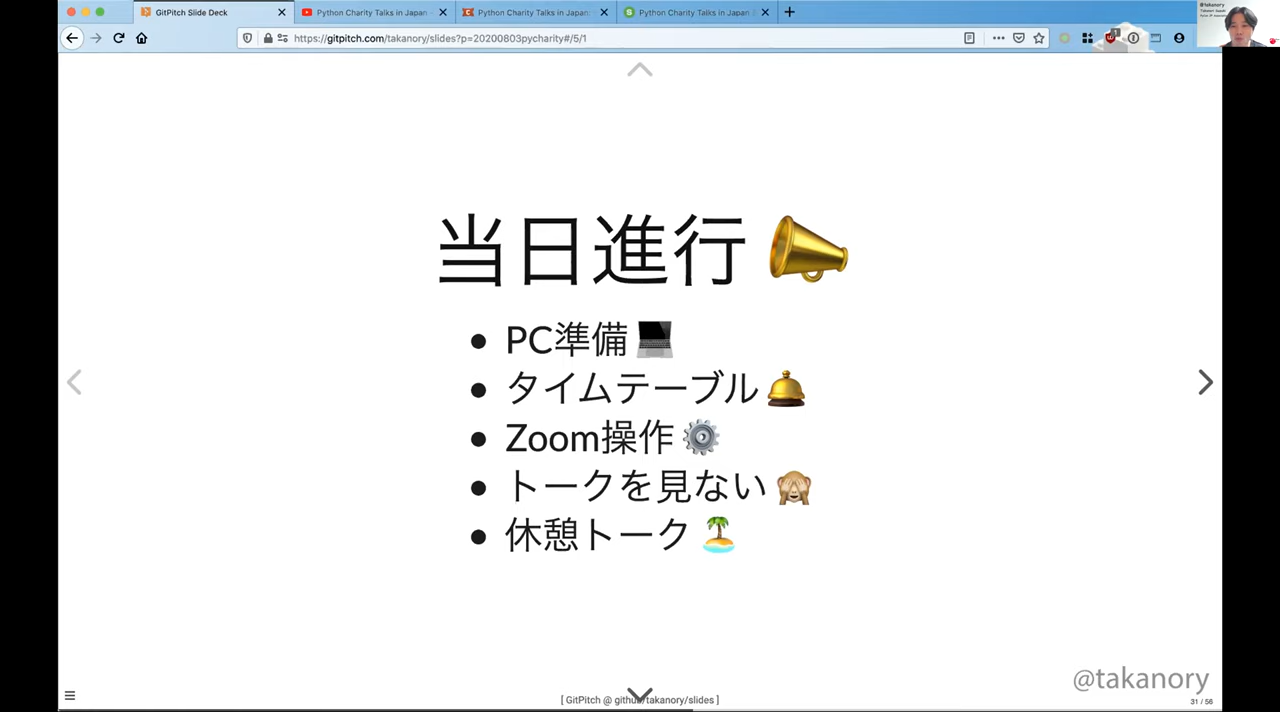 GitPitch Slide Deck
Python Charity Talks in Japan
Python Charity Talks in Japan:
Python Charity Talks in Japan
https://gitpitch.com/takanory/slides?p=20200803pycharity#/5/1
@takanory
当日進行
PC準備
タイムテーブル
Zoom操作
トークを見ない
休憩トーク
@takanory
[ GitPitch @ github/takanory/slides ]
31 / 56